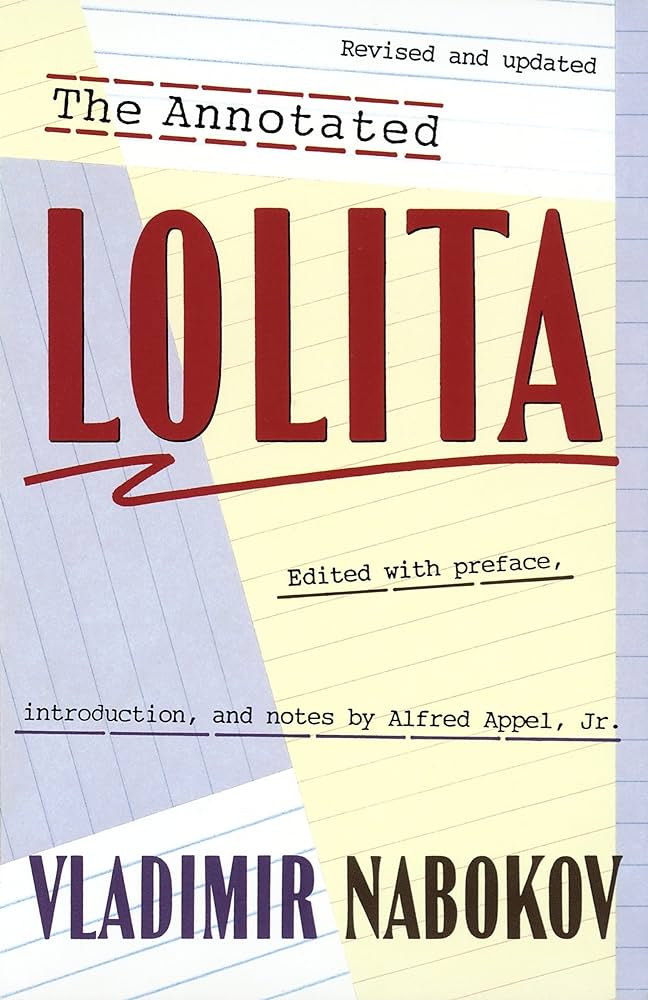 Revised and updated
The Annotated
LOLITA
Edited with preface,
introduction, and notes by Alfred Appel, Jr.
VLADIMIR NABOKOV